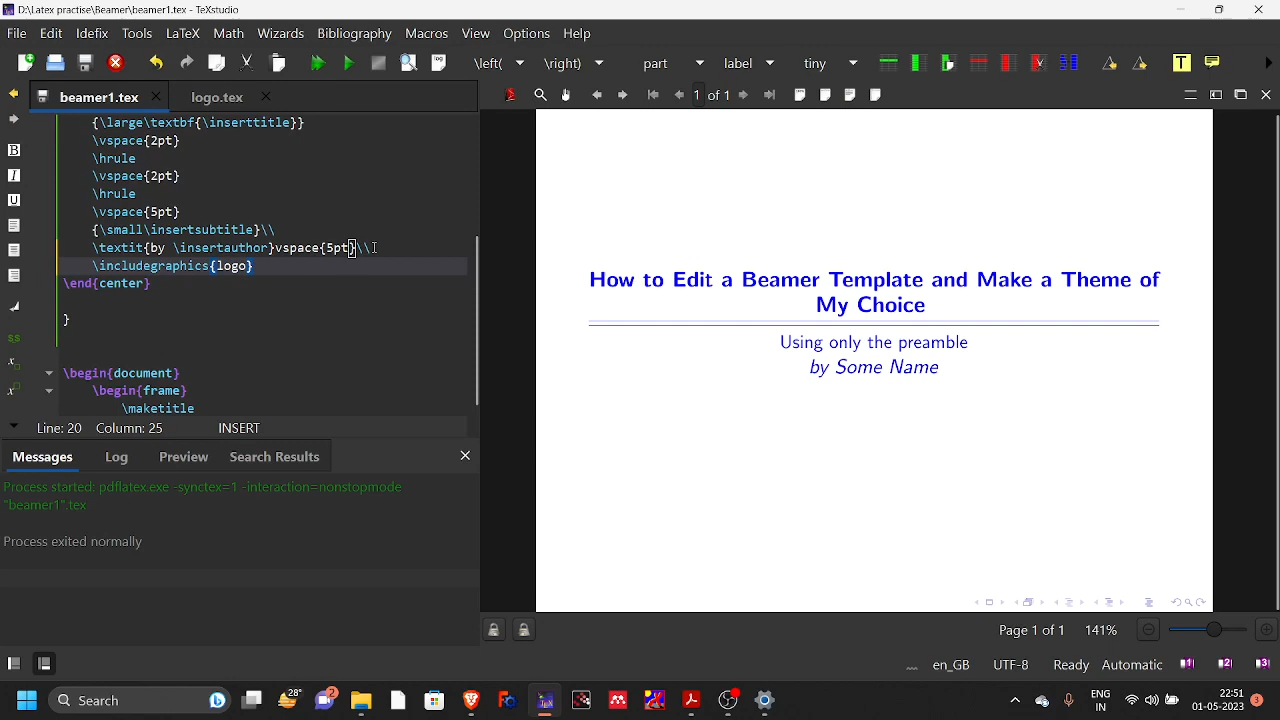 D:\Latex practise\Beamer\beamer1.tex - TeXstudio
File Edit Idefix Tools LaTeX Math Wizards Bibliography Macros View Options Help
\left( \right) part label tiny
beamer1.tex logo.tex
1 of 1
{\large\textbf{\inserttitle}}
\vspace{2pt}
\hrule
\vspace{2pt}
\hrule
\vspace{5pt}
{\small\insertsubtitle}\\
\textit{by \insertauthor}vspace{5pt}\\
\includegraphics{logo}
\end{center}
}
\begin{document}
\begin{frame}
\maketitle
Line: 20 Column: 25 INSERT
Messages Log Preview Search Results
Process started: pdflatex.exe -synctex=1 -interaction=nonstopmode
"beamer1".tex
Process exited normally
How to Edit a Beamer Template and Make a Theme of
My Choice
Using only the preamble
by Some Name
Page 1 of 1 141%
en_GB UTF-8 Ready Automatic 1 2 3
Search 28° 2
ENG
IN
22:51
01-05-2023
3